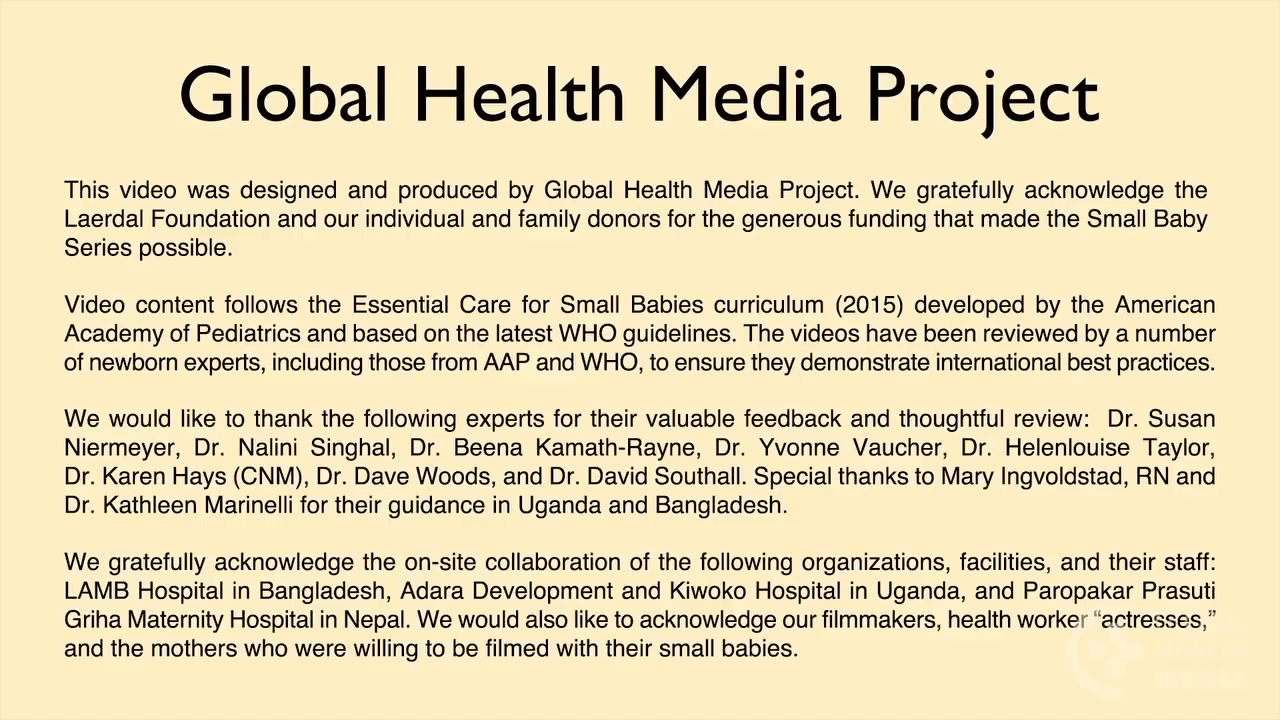 Global Health Media Project
This video was designed and produced by Global Health Media Project. We gratefully acknowledge the
Laerdal Foundation and our individual and family donors for the generous funding that made the Small Baby
Series possible.
Video content follows the Essential Care for Small Babies curriculum (2015) developed by the American
Academy of Pediatrics and based on the latest WHO guidelines. The videos have been reviewed by a number
of newborn experts, including those from AAP and WHO, to ensure they demonstrate international best practices.
We would like to thank the following experts for their valuable feedback and thoughtful review: Dr. Susan
Niermeyer, Dr. Nalini Singhal, Dr. Beena Kamath-Rayne, Dr. Yvonne Vaucher, Dr. Helenlouise Taylor,
Dr. Karen Hays (CNM), Dr. Dave Woods, and Dr. David Southall. Special thanks to Mary Ingvoldstad, RN and
Dr. Kathleen Marinelli for their guidance in Uganda and Bangladesh.
We gratefully acknowledge the on-site collaboration of the following organizations, facilities, and their staff:
LAMB Hospital in Bangladesh, Adara Development and Kiwoko Hospital in Uganda, and Paropakar Prasuti
Griha Maternity Hospital in Nepal. We would also like to acknowledge our filmmakers, health worker “actresses,”
and the mothers who were willing to be filmed with their small babies.
HEALTH
MEDIA